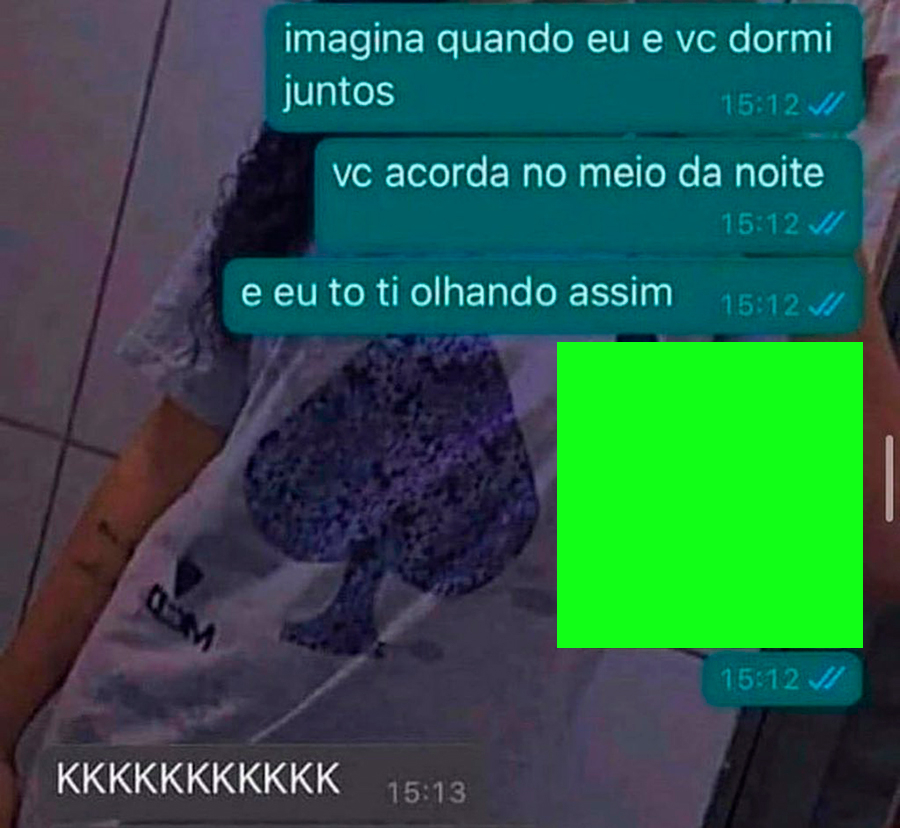 imagina quando eu e vc dormi
juntos
15:12
vc acorda no meio da noite
15:12
e eu to ti olhando assim 15:12
15:12
KKKKKKKKKKK 15:13